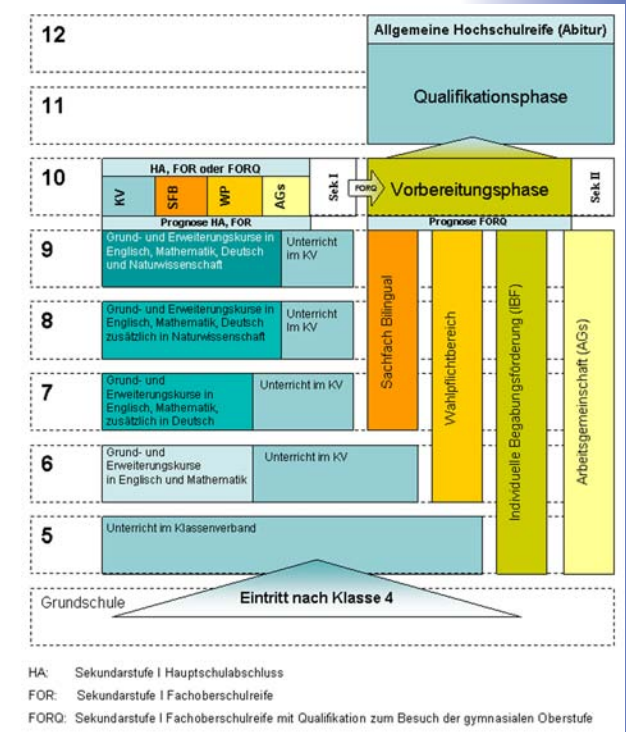 12
Allgemeine Hochschulreife (Abitur)
11
Qualifikationsphase
10
HA, FOR oder FORQ
KV
SFB
WP
AGs
Sek I
FORQ
Vorbereitungsphase
Sek II
Prognose HA, FOR
Prognose FORQ
9
Grund- und Erweiterungskurse in
Englisch, Mathematik, Deutsch
und Naturwissenschaft
Unterricht
im KV
8
Grund- und Erweiterungskurse in
Englisch, Mathematik, Deutsch
zusätzlich in Naturwissenschaft
Unterricht
Im KV
7
Grund- und
Erweiterungskurse in
Englisch, Mathematik,
zusätzlich in Deutsch
Unterricht im KV
6
Grund- und
Erweiterungskurse
in Englisch und Mathematik
Unterricht im KV
5
Unterricht im Klassenverband
Sachfach Bilingual
Wahlpflichtbereich
Individuelle Begabungsförderung (IBF)
Arbeitsgemeinschaft (AGs)
Grundschule
Eintritt nach Klasse 4
HA: Sekundarstufe I Hauptschulabschluss
FOR: Sekundarstufe I Fachoberschulreife
FORQ: Sekundarstufe I Fachoberschulreife mit Qualifikation zum Besuch der gymnasialen Oberstufe